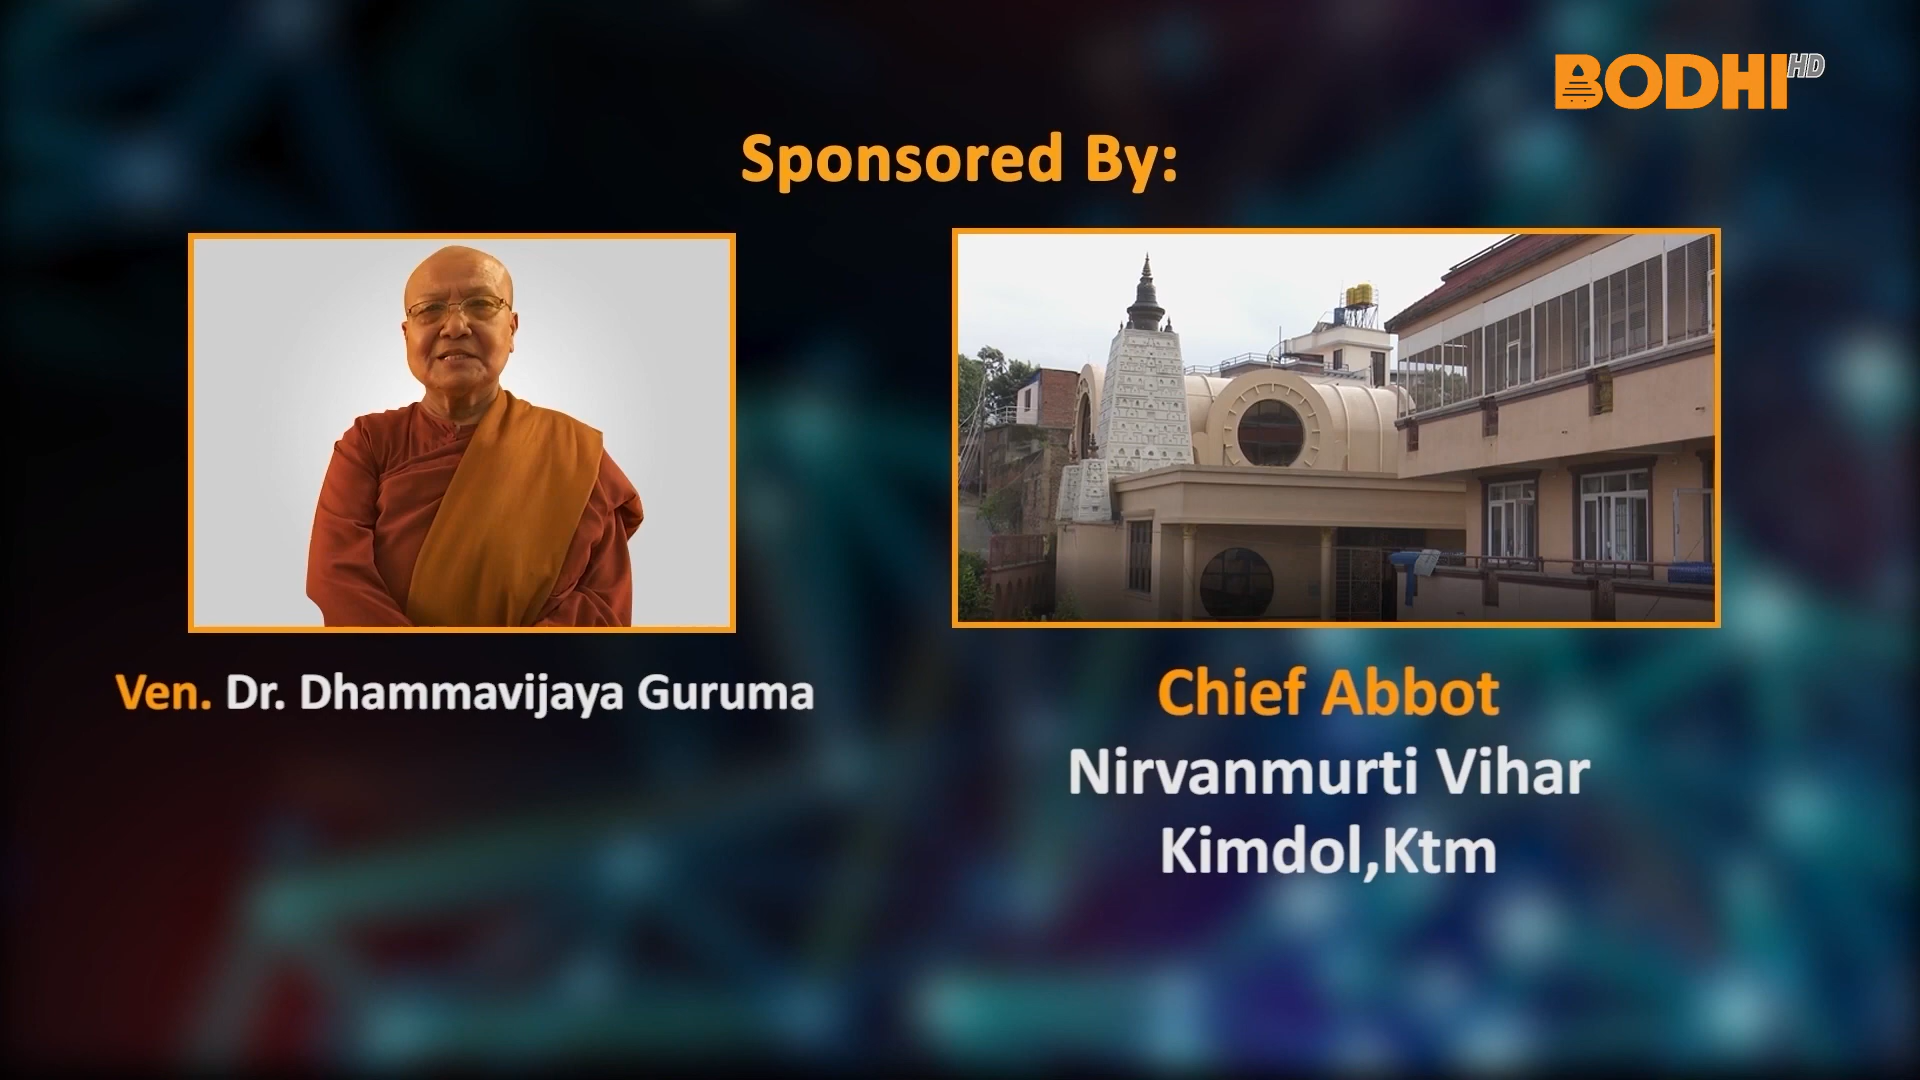 BODHI HD
Sponsored By:
Ven. Dr. Dhammavijaya Guruma
Chief Abbot
Nirvanmurti Vihar
Kimdol,Ktm